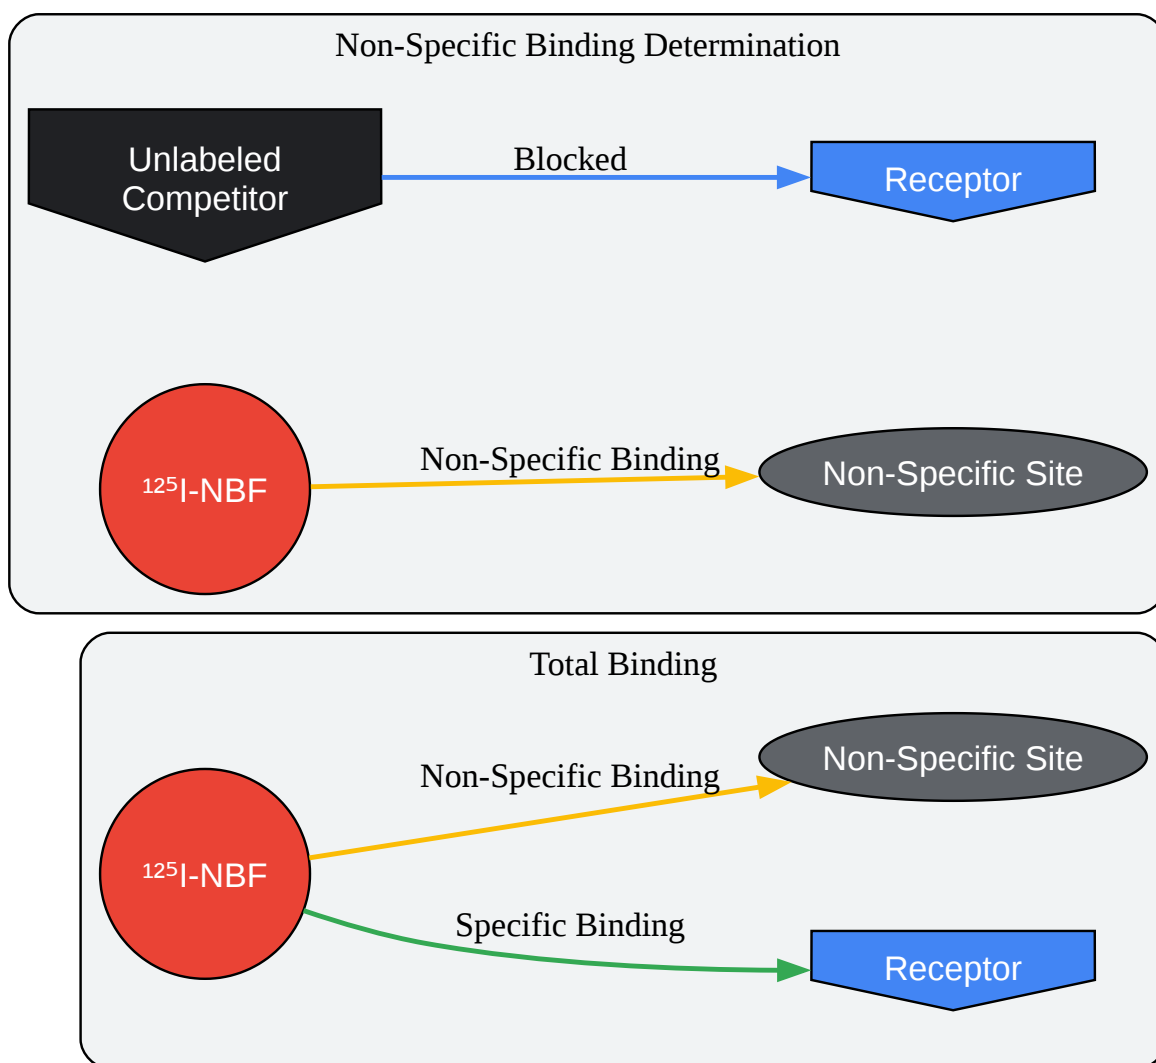 Non-Specific Binding Determination
Unlabeled
Competitor
Blocked
Receptor
¹²⁵I-NBF
Non-Specific Binding
Non-Specific Site
Total Binding
¹²⁵I-NBF
Non-Specific Binding
Non-Specific Site
Specific Binding
Receptor